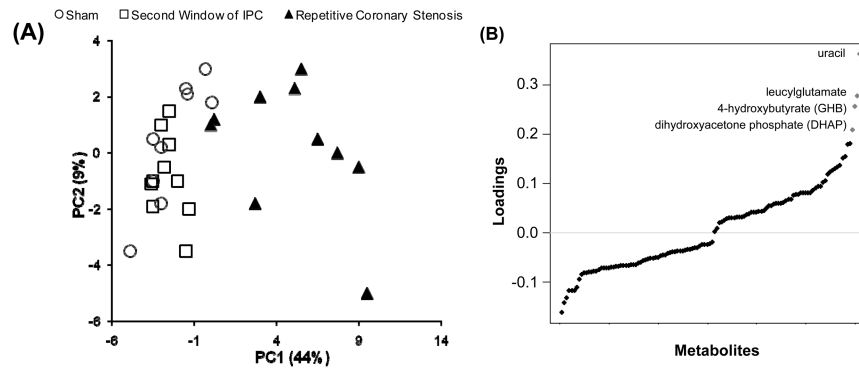 Sham Second Window of IPC Repetitive Coronary Stenosis
(A)
4
2
0
-2
-4
-6
PC2 (9%)
-6 -1 4 9 14
PC1 (44%)
(B)
uracil
leucylglutamate
4-hydroxybutyrate (GHB)
dihydroxyacetone phosphate (DHAP)
0.3
0.2
0.1
0.0
-0.1
Loadings
Metabolites